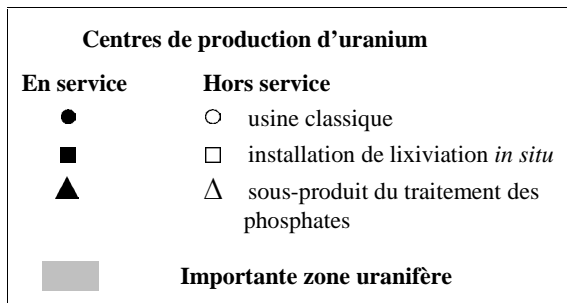 Centres de production d'uranium
En service Hors service
usine classique
installation de lixiviation in situ
sous-produit du traitement des
phosphates
Importante zone uranifère